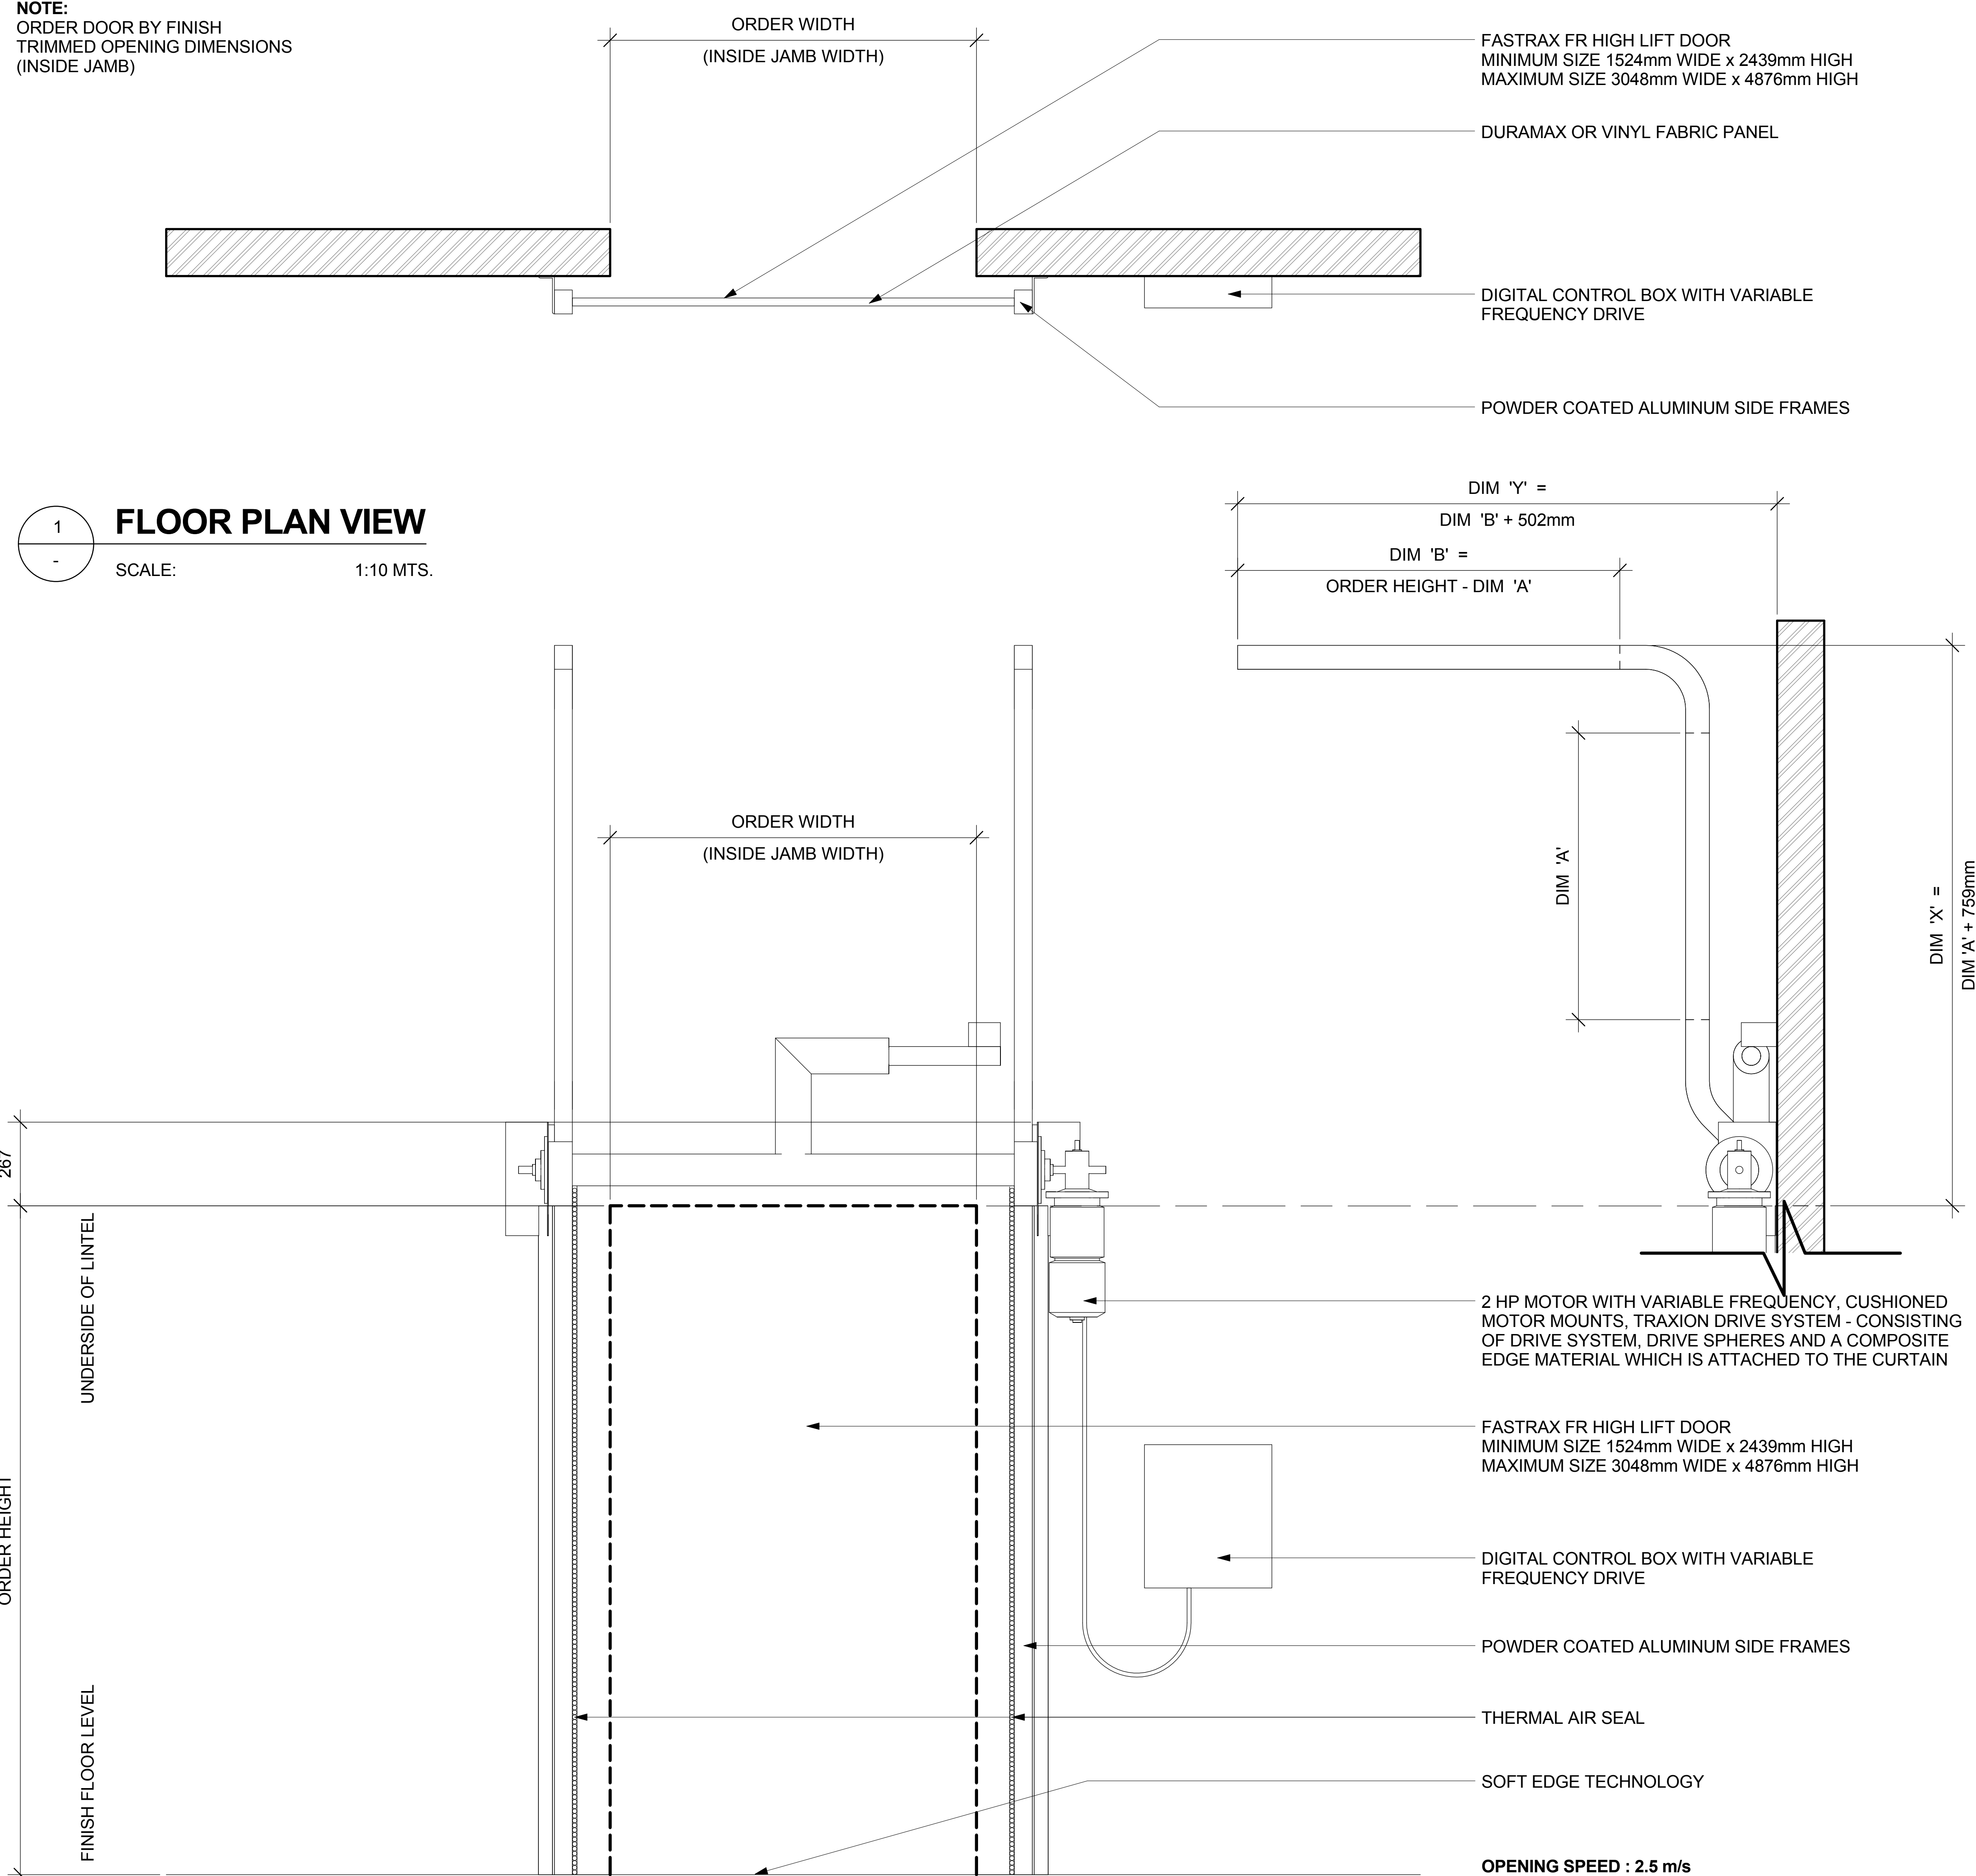 NOTE:
ORDER DOOR BY FINISH
TRIMMED OPENING DIMENSIONS
(INSIDE JAMB)
ORDER WIDTH
(INSIDE JAMB WIDTH)
FASTRAX FR HIGH LIFT DOOR
MINIMUM SIZE 1524mm WIDE x 2439mm HIGH
MAXIMUM SIZE 3048mm WIDE x 4876mm HIGH
DURAMAX OR VINYL FABRIC PANEL
DIGITAL CONTROL BOX WITH VARIABLE
FREQUENCY DRIVE
POWDER COATED ALUMINUM SIDE FRAMES
1
-
FLOOR PLAN VIEW
SCALE: 1:10 MTS.
DIM 'Y' =
DIM 'B' + 502mm
DIM 'B' =
ORDER HEIGHT - DIM 'A'
DIM 'A'
DIM 'X' =
DIM 'A' + 759mm
ORDER WIDTH
(INSIDE JAMB WIDTH)
267
UNDERSIDE OF LINTEL
ORDER HEIGHT
FINISH FLOOR LEVEL
2 HP MOTOR WITH VARIABLE FREQUENCY, CUSHIONED
MOTOR MOUNTS, TRAXION DRIVE SYSTEM - CONSISTING
OF DRIVE SYSTEM, DRIVE SPHERES AND A COMPOSITE
EDGE MATERIAL WHICH IS ATTACHED TO THE CURTAIN
FASTRAX FR HIGH LIFT DOOR
MINIMUM SIZE 1524mm WIDE x 2439mm HIGH
MAXIMUM SIZE 3048mm WIDE x 4876mm HIGH
DIGITAL CONTROL BOX WITH VARIABLE
FREQUENCY DRIVE
POWDER COATED ALUMINUM SIDE FRAMES
THERMAL AIR SEAL
SOFT EDGE TECHNOLOGY
OPENING SPEED : 2.5 m/s